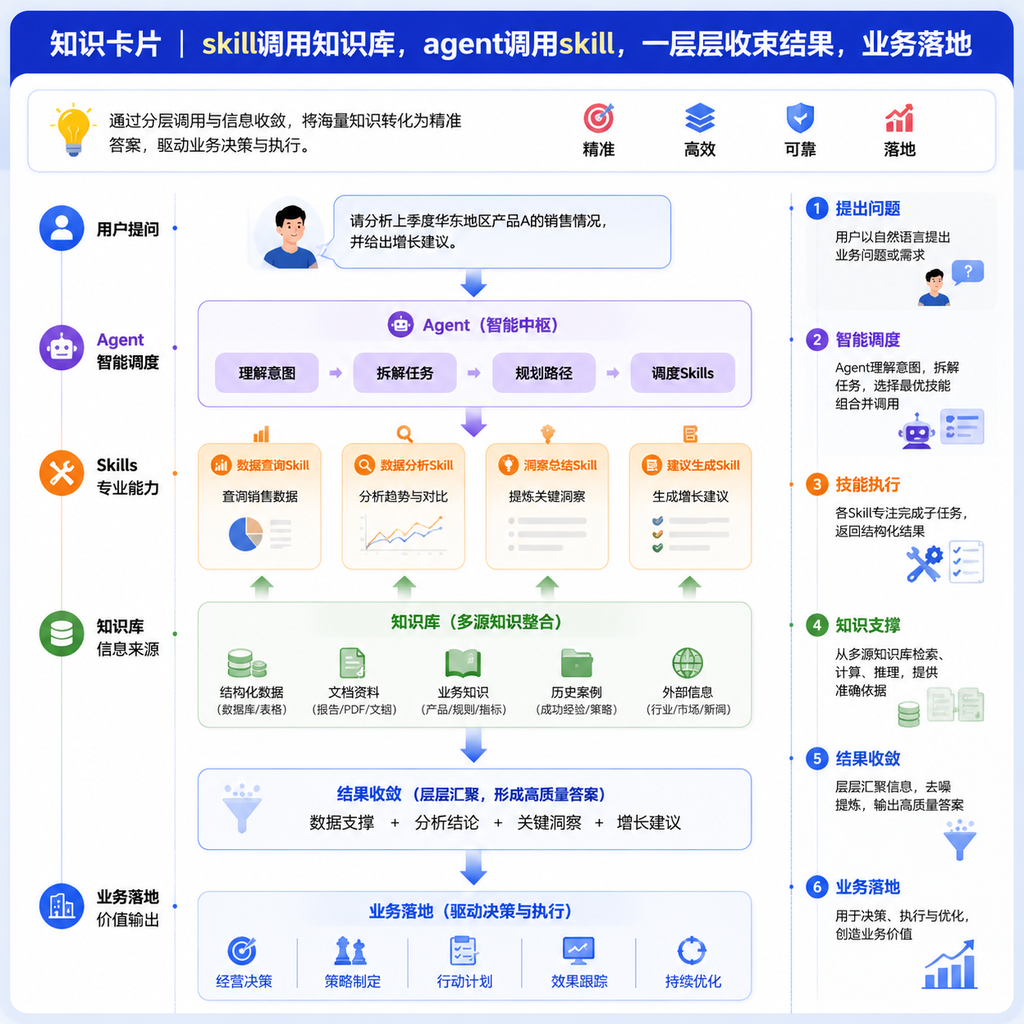 知识卡片 | skill调用知识库，agent调用skill，一层层收束结果，业务落地
通过分层调用与信息收敛，将海量知识转化为精准
答案，驱动业务决策与执行。
精准
高效
可靠
落地
用户提问
请分析上季度华东地区产品A的销售情况，
并给出增长建议。
Agent
智能调度
Agent（智能中枢）
理解意图
拆解任务
规划路径
调度Skills
Skills
专业能力
数据查询Skill
查询销售数据
数据分析Skill
分析趋势与对比
洞察总结Skill
提炼关键洞察
建议生成Skill
生成增长建议
知识库
信息来源
知识库（多源知识整合）
结构化数据
（数据库/表格）
文档资料
（报告/PDF/文）
业务知识
（产品/规则/指标）
历史案例
（成功经验/策略）
外部信息
（行业/市场/新）
结果收敛（层层汇聚，形成高质量答案）
数据支撑 + 分析结论 + 关键洞察 + 增长建议
业务落地
价值输出
业务落地（驱动决策与执行）
经营决策
策略制定
行动计划
效果跟踪
持续优化
1 提出问题
用户以自然语言提出
业务问题或需求
?
2 智能调度
Agent理解意图，拆解
任务，选择最优技能
组合并调用
3 技能执行
各Skill专注完成子任务，
返回结构化结果
4 知识支撑
从多源知识库检索、
计算、推理，提供
准确依据
5 结果收敛
层层汇聚信息，去噪
提炼，输出高质量答案
6 业务落地
用于决策、执行与优化，
创造业务价值